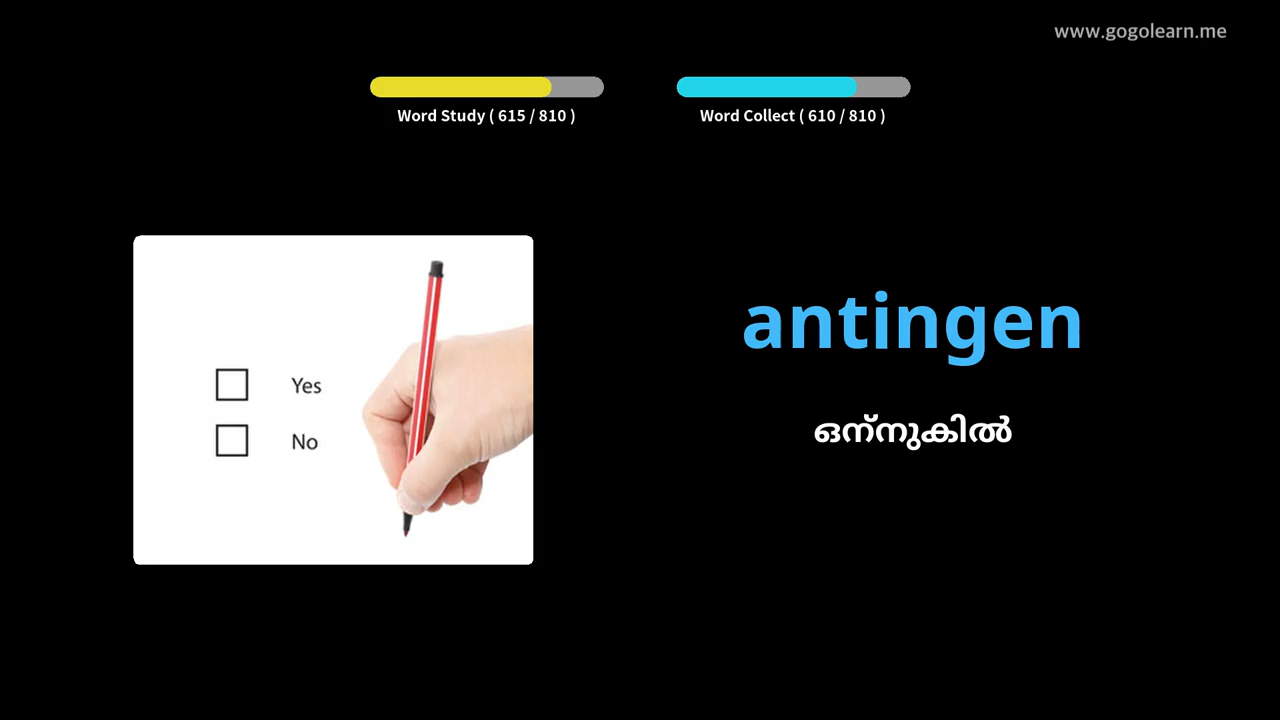 www.gogolearn.me
Word Study ( 615 / 810 )
Word Collect ( 610 / 810 )
antingen
Yes
No
ഒന്നുകിൽ